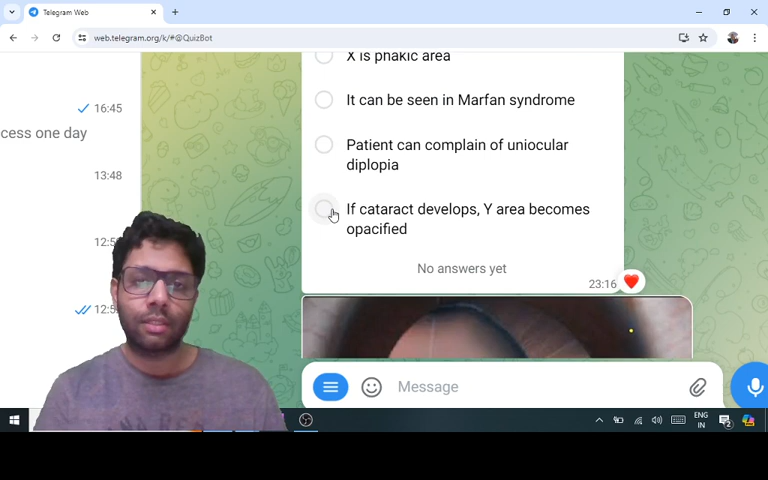 Telegram Web
web.telegram.org/k/#@QuizBot
16:45
cess one day
13:48
12:5
12:5
X is phakic area
It can be seen in Marfan syndrome
Patient can complain of uniocular
diplopia
If cataract develops, Y area becomes
opacified
No answers yet
23:16
Message
ENG
IN
2